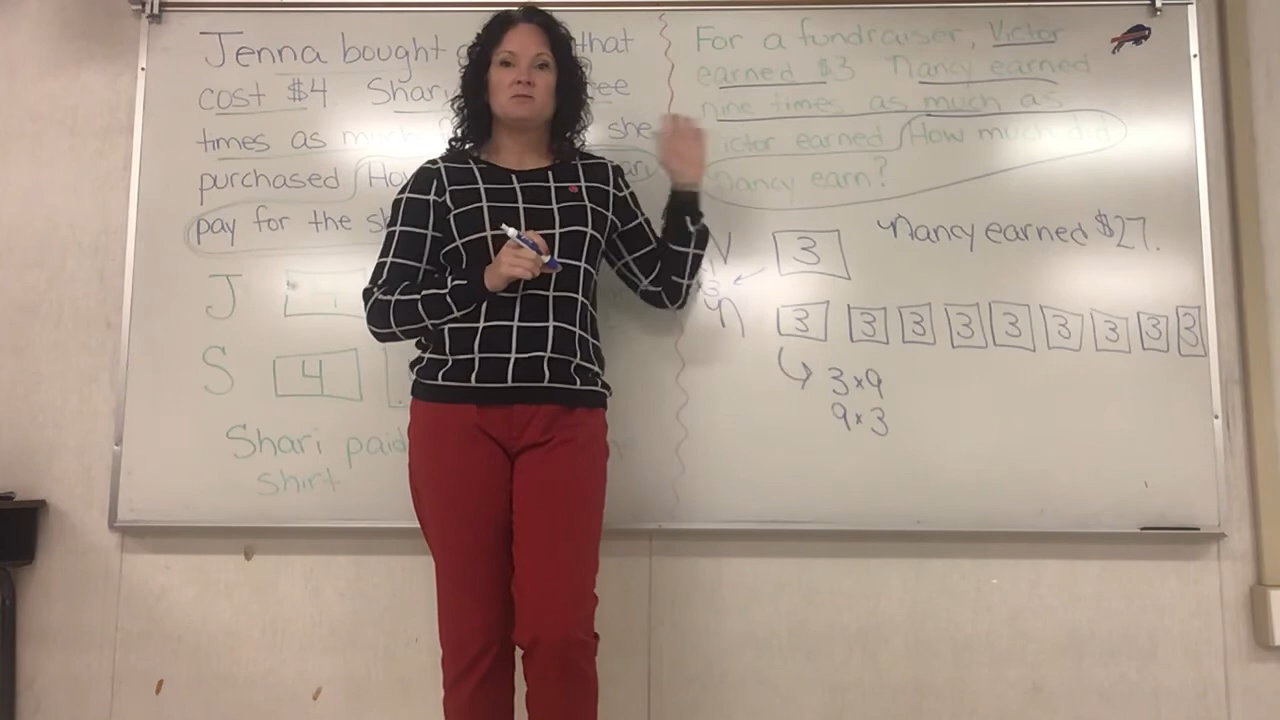 Jenna bought that
cost $4 Shari
times as much she
purchased How
pay for the
J
S 4
Shari paid
shirt
For a fundraiser, Victor
earned $3 Nancy earned
nine times as much as
Victor earned How much did
Nancy earn?
V 3 Nancy earned $27.
N 3 3 3 3 3 3 3 3 3
3×9
9×3